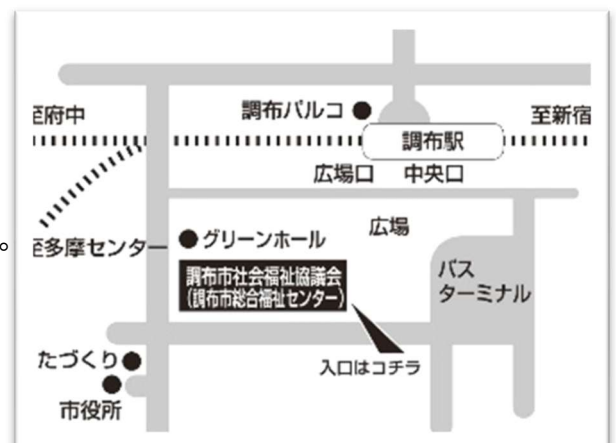 至府中
調布パルコ
至新宿
調布駅
広場口 中央口
至多摩センター
グリーンホール
広場
調布市社会福祉協議会
(調布市総合福祉センター)
バス
ターミナル
たづくり
入口はコチラ
市役所
。